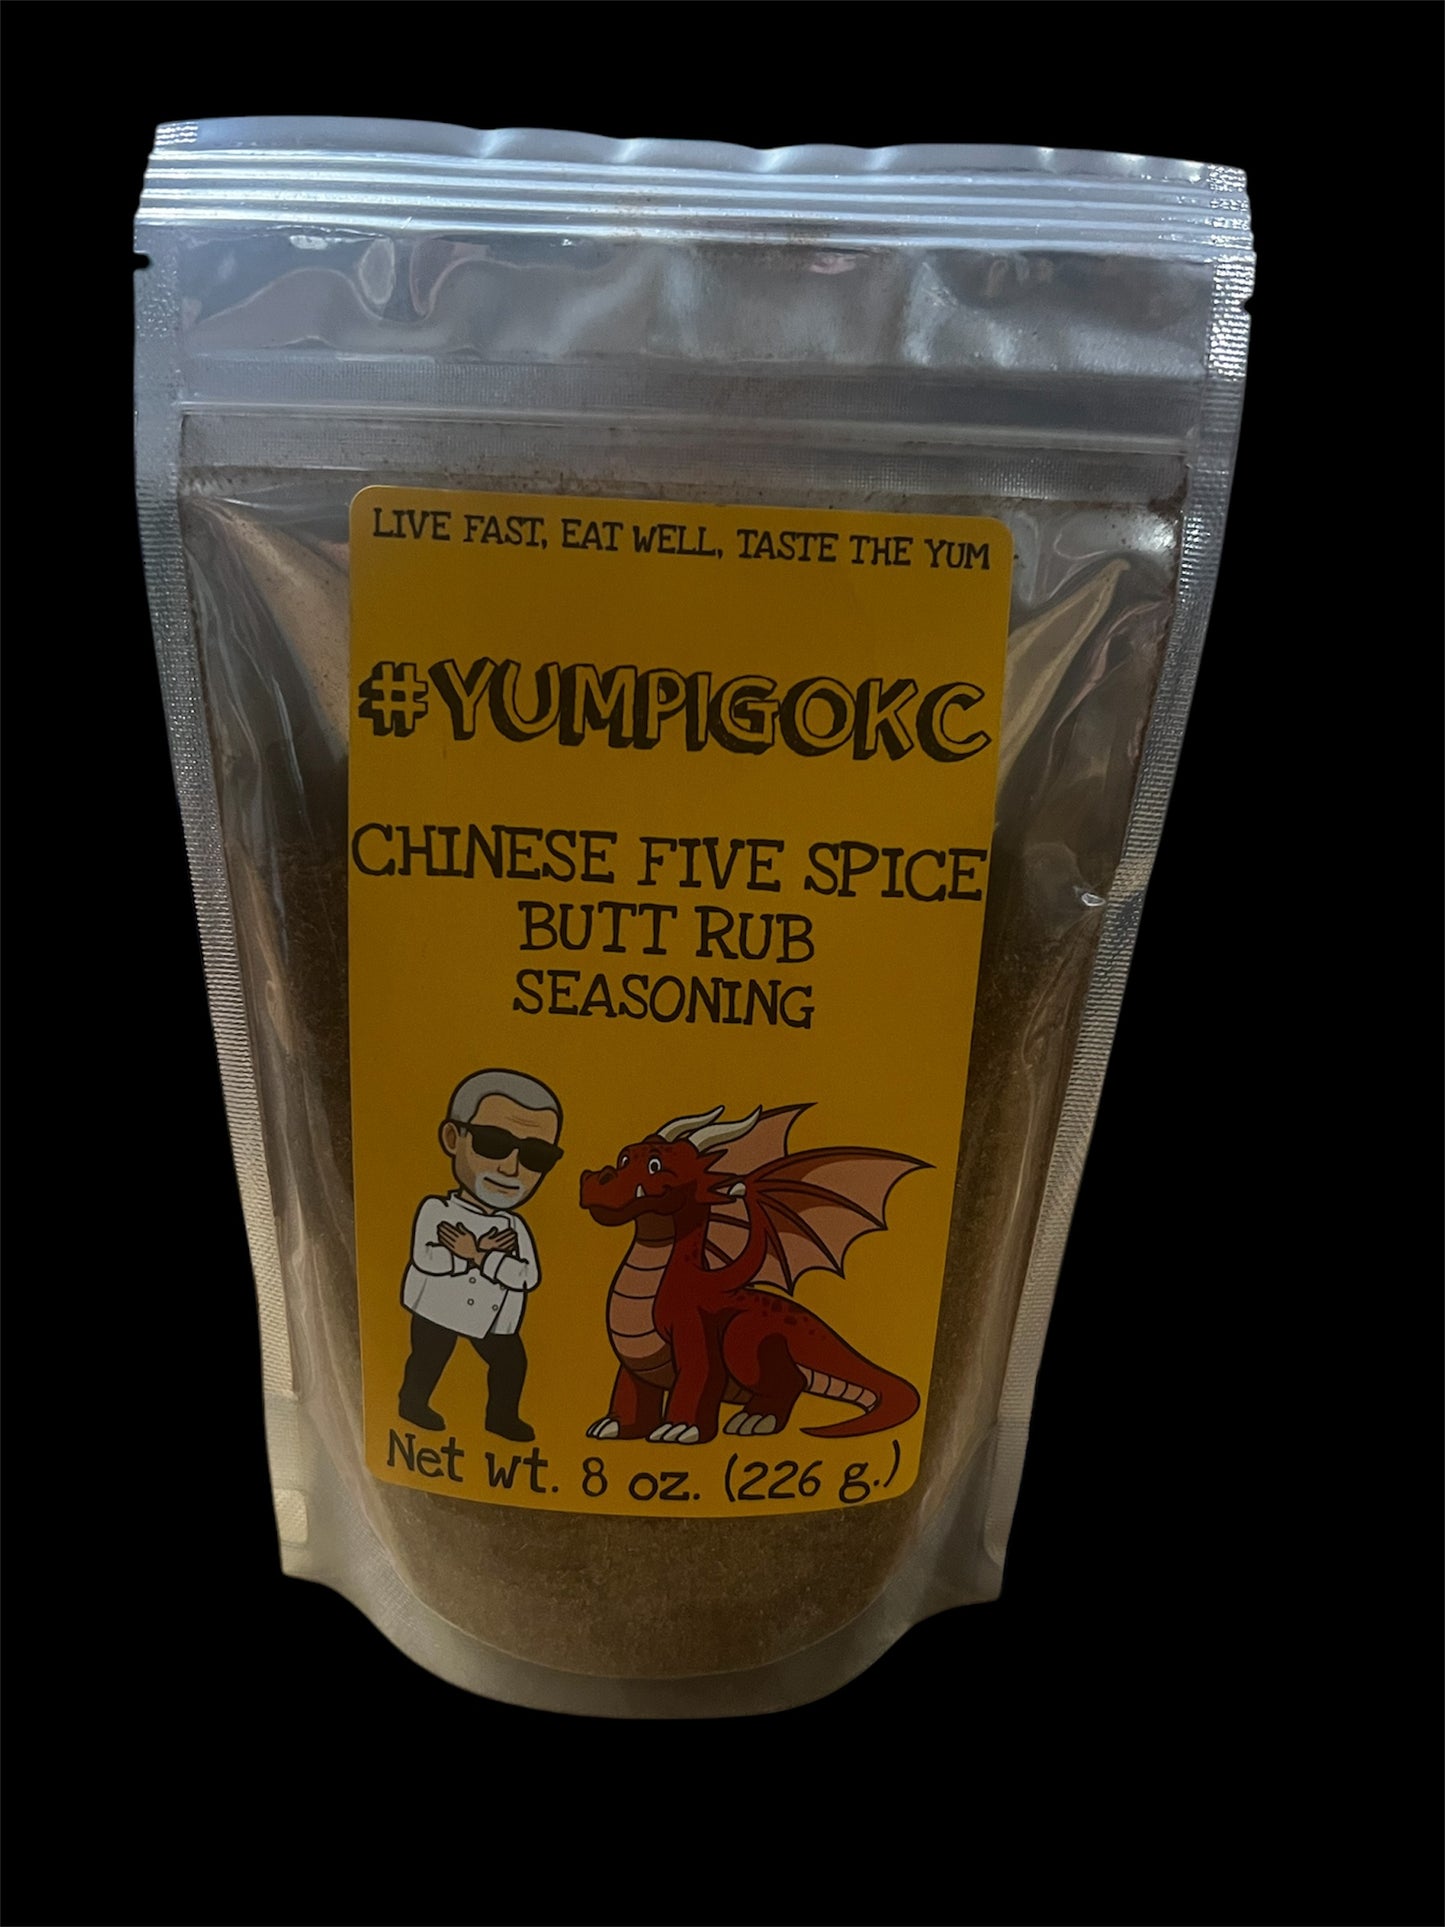 LIVE FAST, EAT WELL, TASTE THE YUM
#YUMPIGOKC
CHINESE FIVE SPICE
BUTT RUB
SEASONING
Net wt. 8 oz. (226 g.)